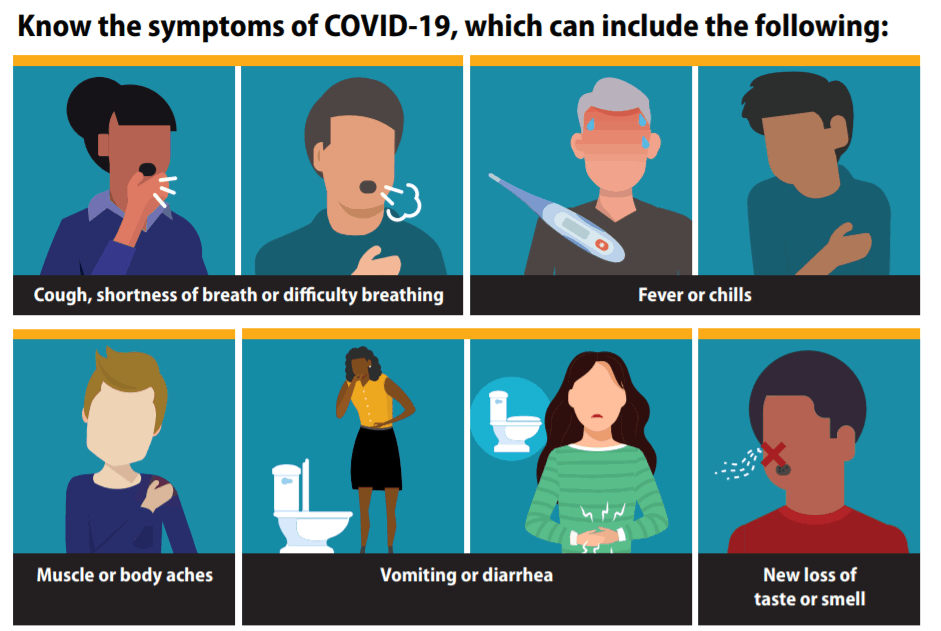 Know the symptoms of COVID-19, which can include the following:
Cough, shortness of breath or difficulty breathing
Fever or chills
Muscle or body aches
Vomiting or diarrhea
New loss of
taste or smell